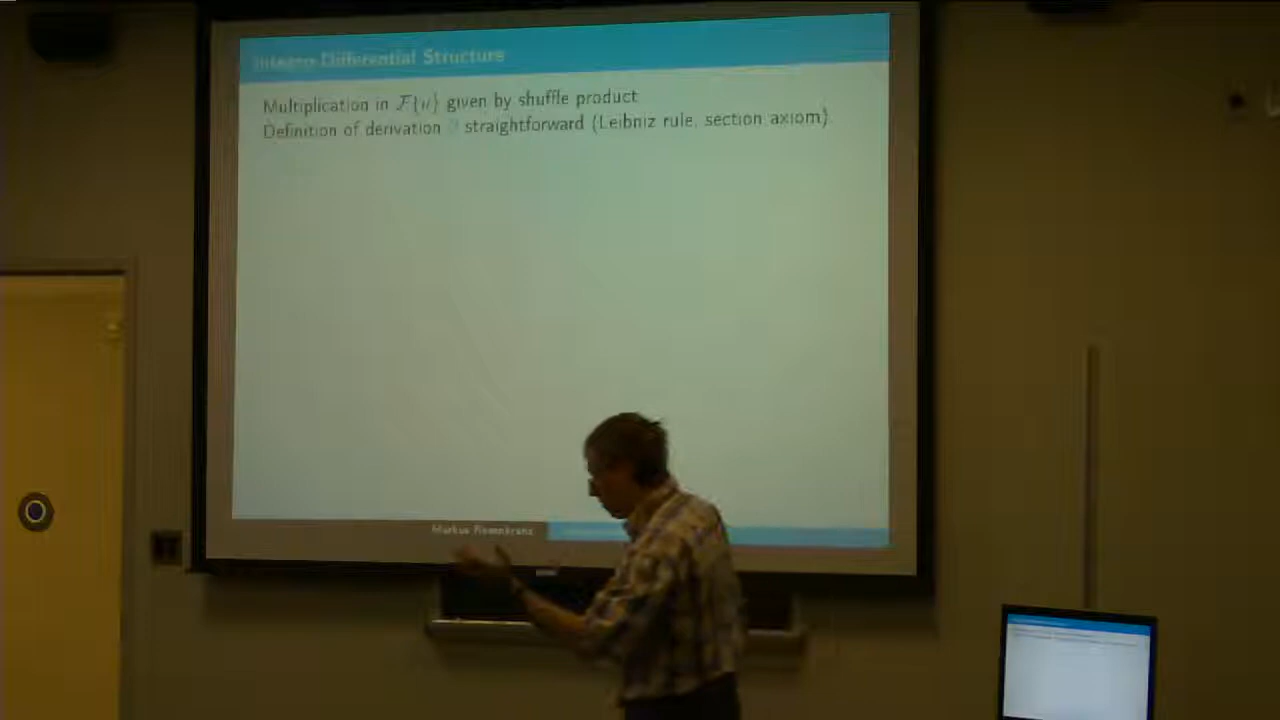 Integro-Differential Structure
Multiplication in F{u} given by shuffle product
Definition of derivation ∂ straightforward (Leibniz rule, section axiom)
Markus Rosenkranz